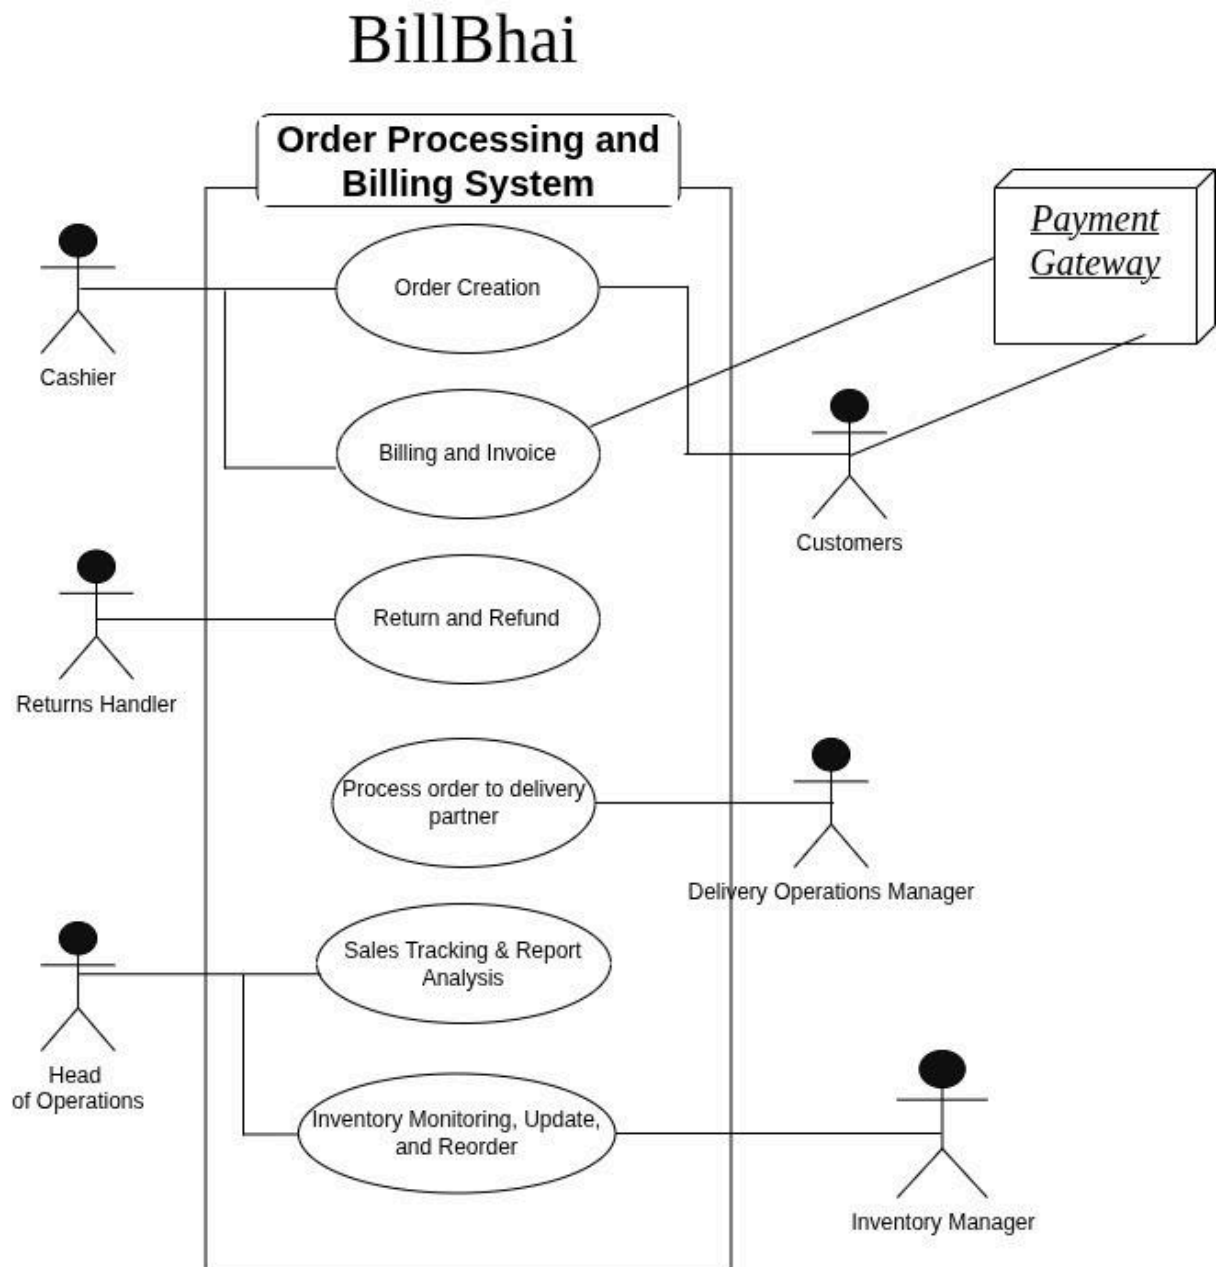 BillBhai
Order Processing and
Billing System
Payment
Gateway
Order Creation
Cashier
Billing and Invoice
Customers
Return and Refund
Returns Handler
Process order to delivery
partner
Delivery Operations Manager
Sales Tracking & Report
Analysis
Head
of Operations
Inventory Monitoring, Update,
and Reorder
Inventory Manager